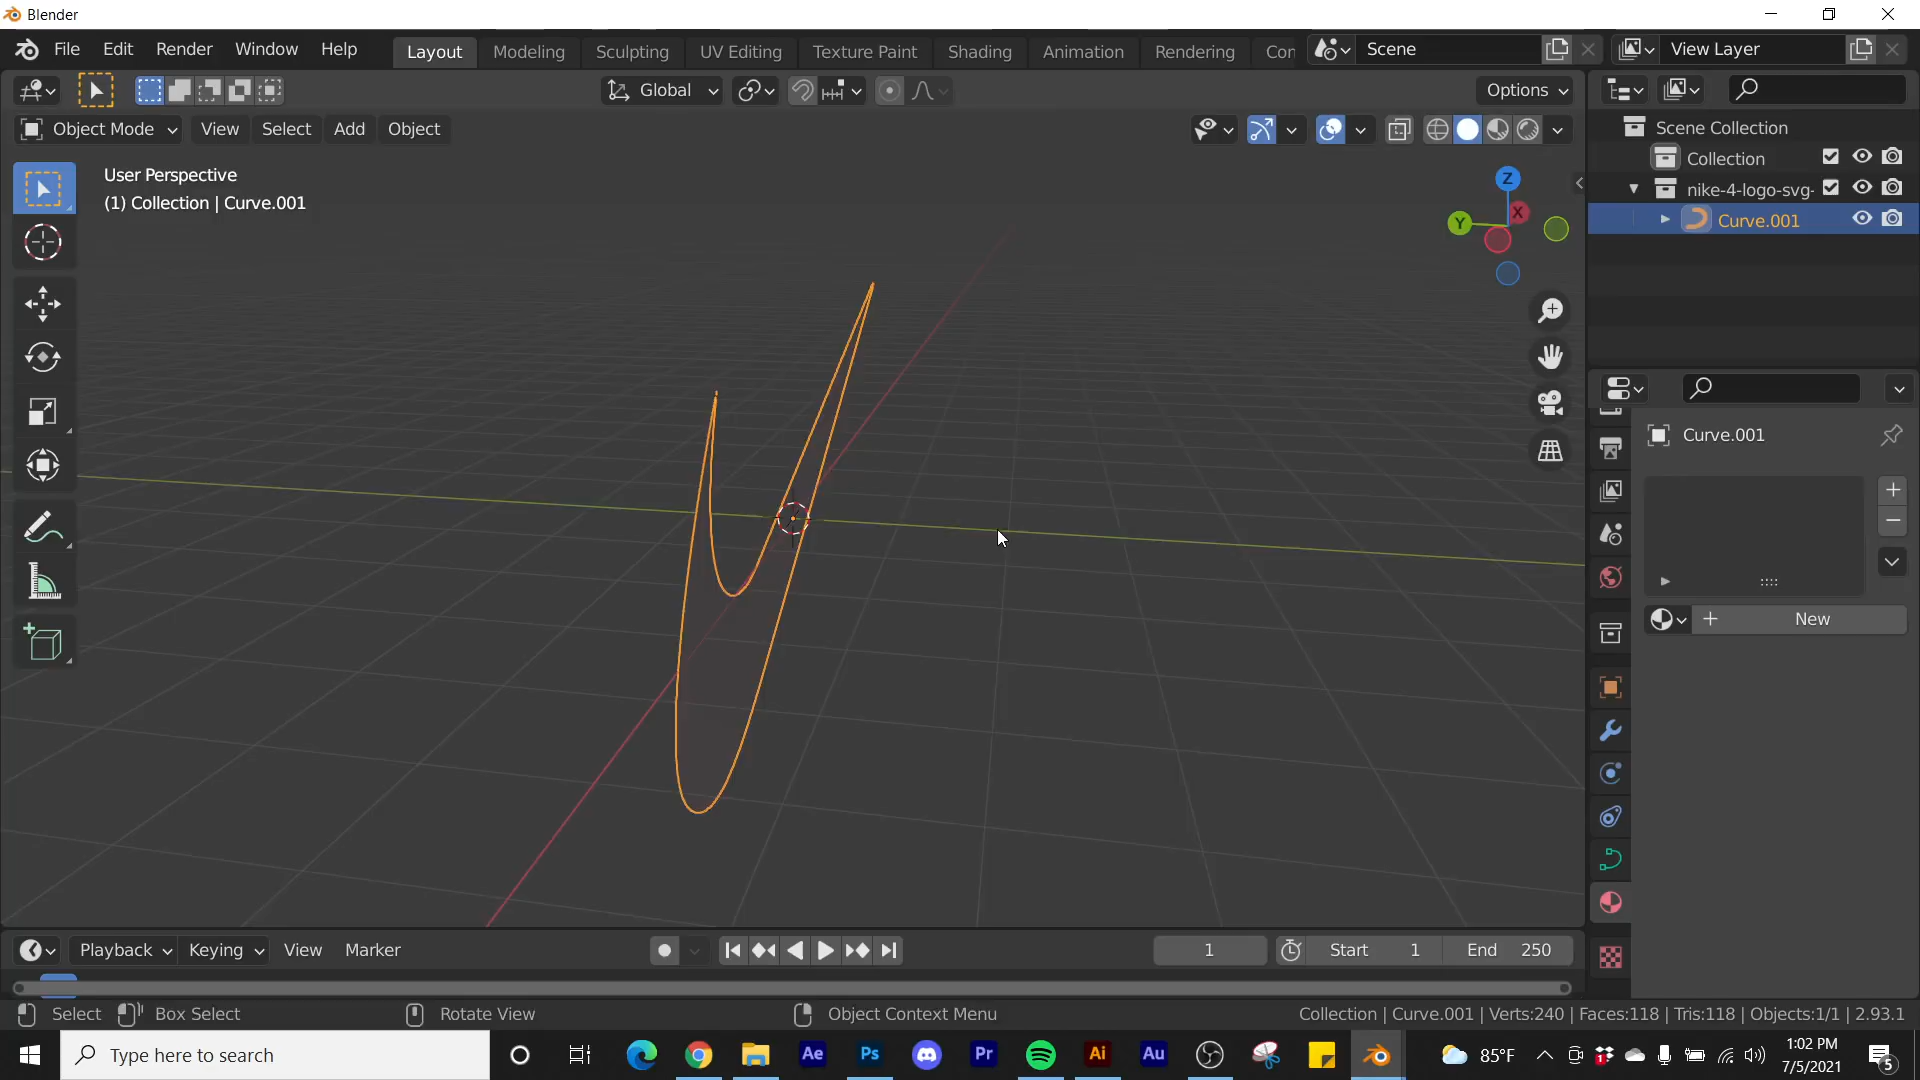 Blender
File Edit Render Window Help
Layout Modeling Sculpting UV Editing Texture Paint Shading Animation Rendering Con
Scene
View Layer
Global
Options
Object Mode View Select Add Object
Scene Collection
Collection
nike-4-logo-svg-
Curve.001
User Perspective
(1) Collection | Curve.001
Z
Y
X
Curve.001
New
Playback Keying View Marker
1
Start 1
End 250
Select Box Select Rotate View Object Context Menu
Collection | Curve.001 | Verts:240 | Faces:118 | Tris:118 | Objects:1/1 | 2.93.1
Type here to search
Ae
Ps
Pr
Ai
Au
85°F
1:02 PM
7/5/2021
5